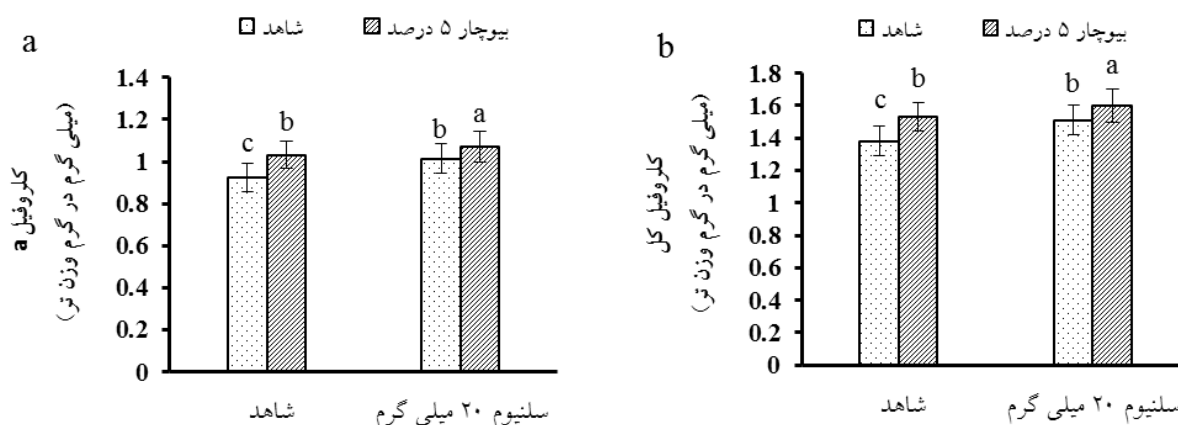 a
شاهد
بیوچار ۵ درصد
کلروفیل a
(میلی گرم در گرم وزن تر)
1.4
1.2
1
0.8
0.6
0.4
0.2
0
c
b
b
a
شاهد
سلنیوم ۲۰ میلی گرم
b
شاهد
بیوچار ۵ درصد
کلروفیل کل
(میلی گرم در گرم وزن تر)
1.8
1.6
1.4
1.2
1
0.8
0.6
0.4
0.2
0
c
b
b
a
شاهد
سلنیوم ۲۰ میلی گرم